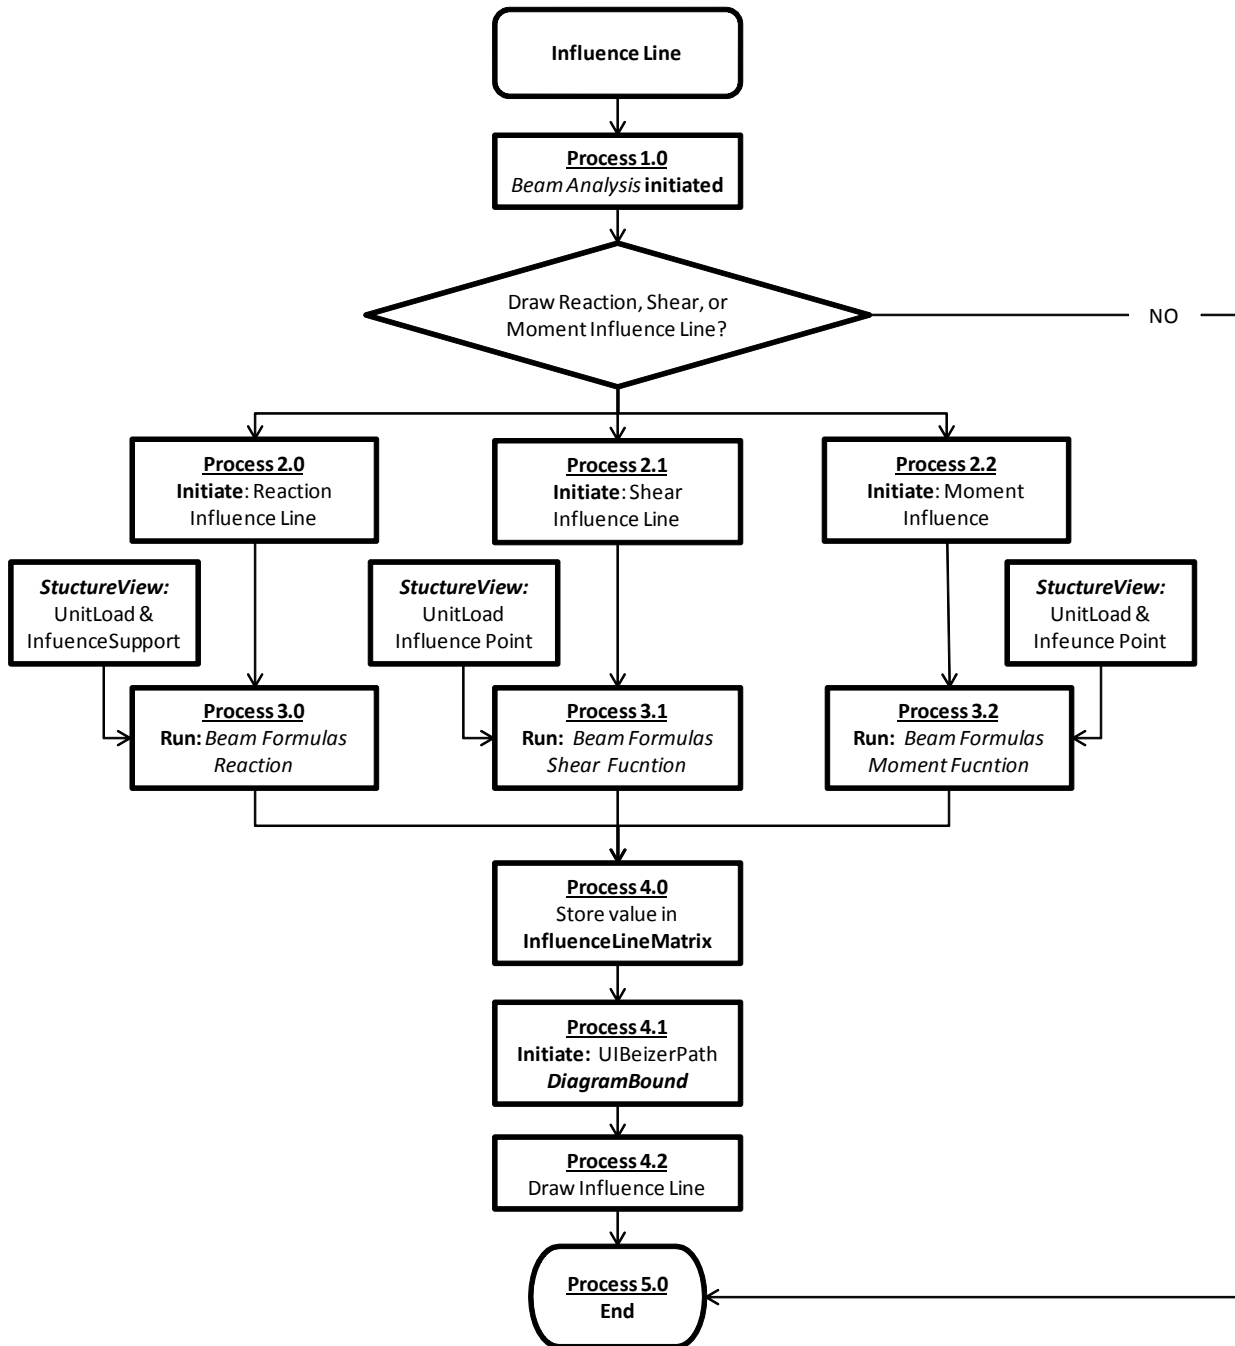 Influence Line
Process 1.0
Beam Analysis initiated
Draw Reaction, Shear, or
Moment Influence Line?
NO
Process 2.0
Initiate: Reaction
Influence Line
Process 2.1
Initiate: Shear
Influence Line
Process 2.2
Initiate: Moment
Influence
StuctureView:
UnitLoad &
InfuenceSupport
StuctureView:
UnitLoad
Influence Point
StuctureView:
UnitLoad &
Infeunce Point
Process 3.0
Run: Beam Formulas
Reaction
Process 3.1
Run: Beam Formulas
Shear Fucntion
Process 3.2
Run: Beam Formulas
Moment Fucntion
Process 4.0
Store value in
InfluenceLineMatrix
Process 4.1
Initiate: UIBeizerPath
DiagramBound
Process 4.2
Draw Influence Line
Process 5.0
End